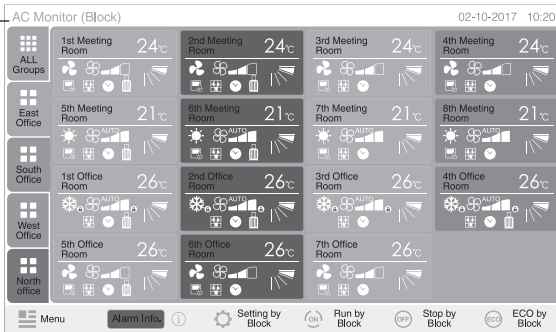 AC Monitor (Block)
02-10-2017 10:20
ALL
Groups
East
Office
South
Office
West
Office
North
office
1st Meeting
Room
24°C
2nd Meeting
Room
24°C
3rd Meeting
Room
24°C
4th Meeting
Room
24°C
5th Meeting
Room
21°C
AUTO
6th Meeting
Room
21°C
AUTO
7th Meeting
Room
21°C
AUTO
8th Meeting
Room
21°C
AUTO
1st Office
Room
26°C
2nd Office
Room
26°C
3rd Office
Room
26°C
4th Office
Room
26°C
5th Office
Room
26°C
6th Office
Room
26°C
7th Office
Room
26°C
Menu
Alarm Info.
i
Setting by
Block
ON
Run by
Block
OFF
Stop by
Block
ECO
ECO by
Block